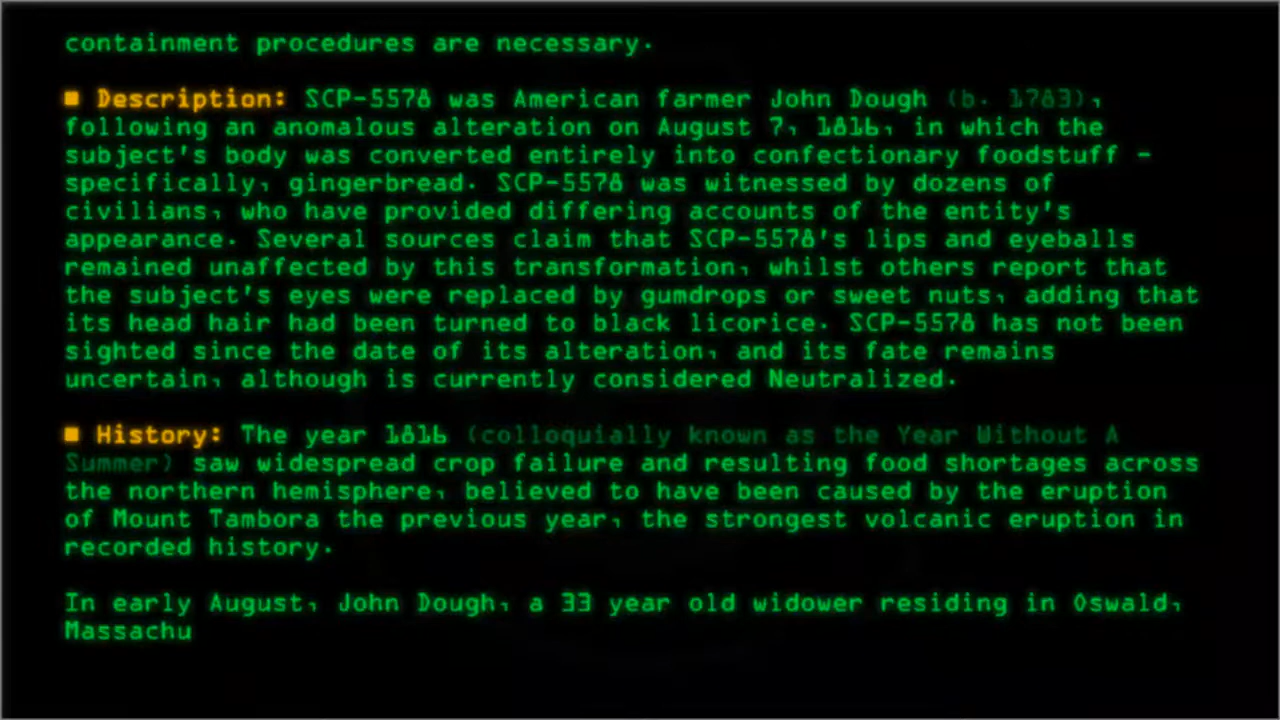 containment procedures are necessary.
■ Description: SCP-5578 was American farmer John Dough (b. 1783),
following an anomalous alteration on August 7, 1816, in which the
subject's body was converted entirely into confectionary foodstuff -
specifically, gingerbread. SCP-5578 was witnessed by dozens of
civilians, who have provided differing accounts of the entity's
appearance. Several sources claim that SCP-5578's lips and eyeballs
remained unaffected by this transformation, whilst others report that
the subject's eyes were replaced by gumdrops or sweet nuts, adding that
its head hair had been turned to black licorice. SCP-5578 has not been
sighted since the date of its alteration, and its fate remains
uncertain, although is currently considered Neutralized.
■ History: The year 1816 (colloquially known as the Year Without A
Summer) saw widespread crop failure and resulting food shortages across
the northern hemisphere, believed to have been caused by the eruption
of Mount Tambora the previous year, the strongest volcanic eruption in
recorded history.
In early August, John Dough, a 33 year old widower residing in Oswald,
Massachu